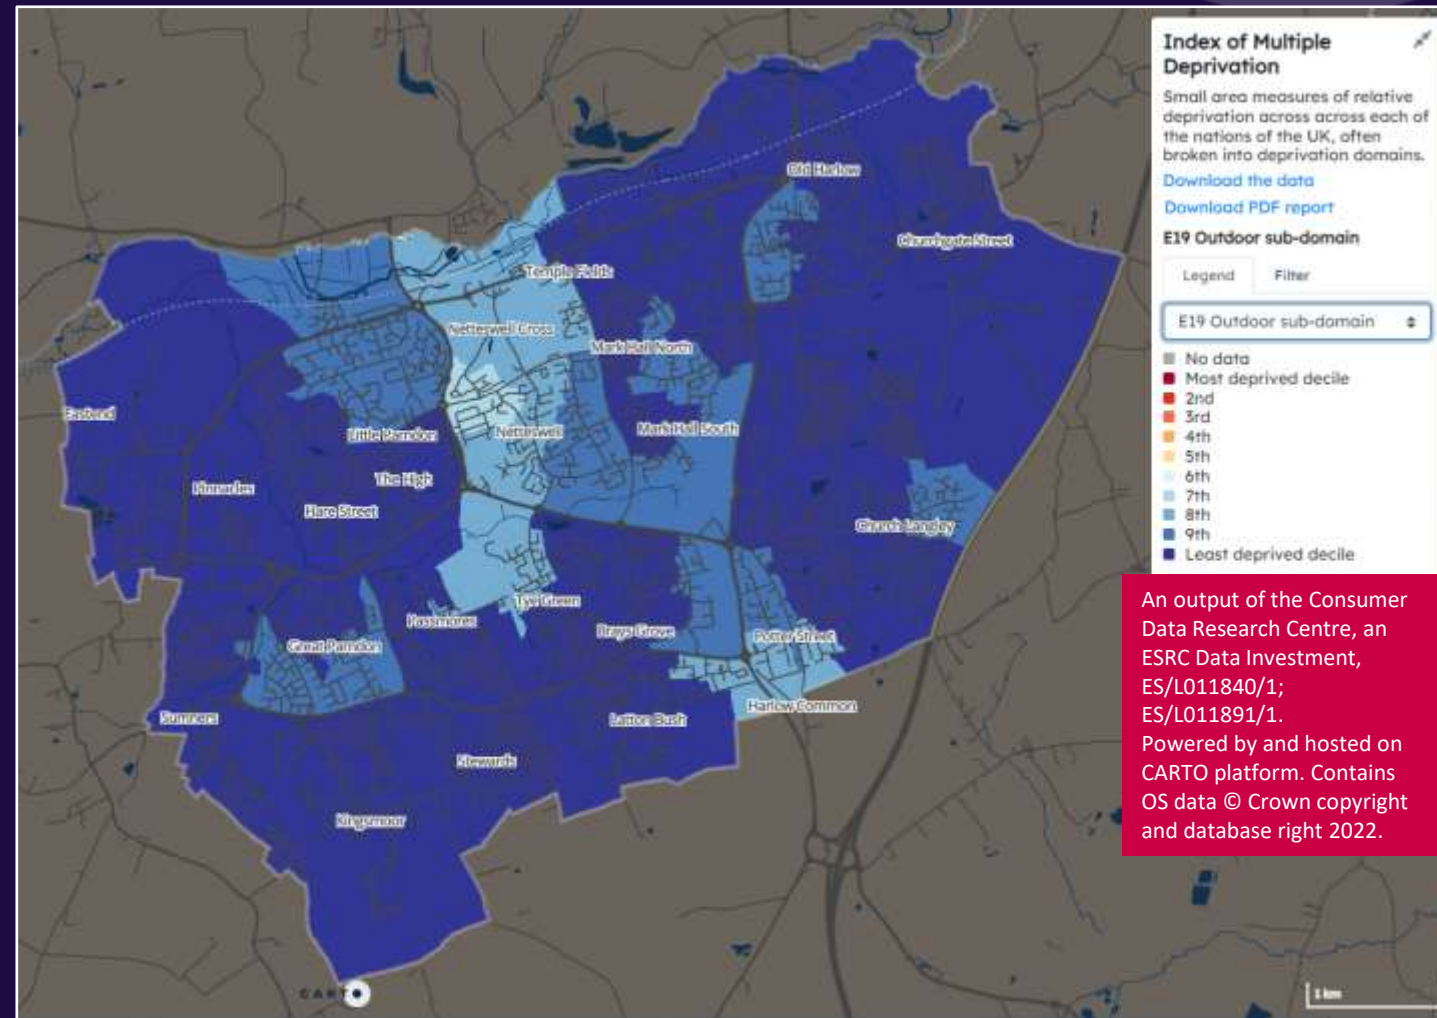 Index of Multiple
Deprivation
Small area measures of relative
deprivation across across each of
the nations of the UK, often
broken into deprivation domains.
Download the data
Download PDF report
E19 Outdoor sub-domain
Legend Filter
E19 Outdoor sub-domain
No data
Most deprived decile
2nd
3rd
4th
5th
6th
7th
8th
9th
Least deprived decile
An output of the Consumer
Data Research Centre, an
ESRC Data Investment,
ES/L011840/1;
ES/L011891/1.
Powered by and hosted on
CARTO platform. Contains
OS data © Crown copyright
and database right 2022.
Old Harlow
Churchgate Street
Temple Fields
Netteswell Cross
Mark Hall North
Eastend
Little Parndon
Netteswell
Mark Hall South
The High
Pinnacles
Hare Street
Church Langley
Tye Green
Passmores
Brays Grove
Potter Street
Great Parndon
Harlow Common
Sumners
Latton Bush
Stewards
Kingsmoor
CARTO
1 km